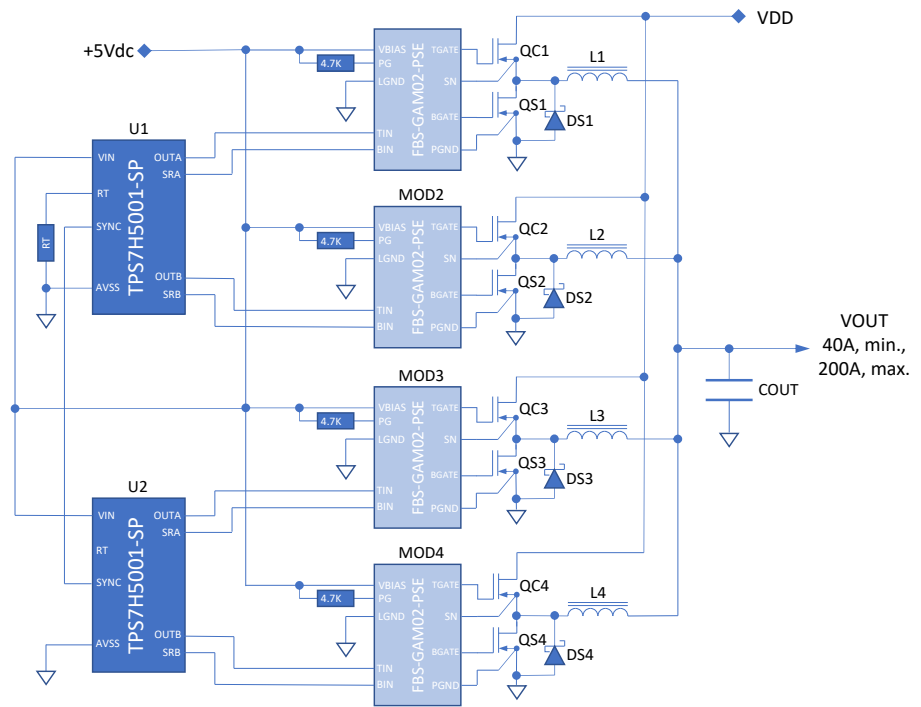 +5Vdc
VDD
VBIAS
PG
LGND
TIN
BIN
TGATE
SN
BGATE
PGND
FBS-GAM02-PSE
4.7K
QC1
QS1
DS1
L1
U1
VIN
RT
SYNC
AVSS
OUTA
SRA
OUTB
SRB
TPS7H5001-SP
RT
MOD2
VBIAS
PG
LGND
TIN
BIN
TGATE
SN
BGATE
PGND
FBS-GAM02-PSE
4.7K
QC2
QS2
DS2
L2
VOUT
40A, min.,
200A, max.
COUT
MOD3
VBIAS
PG
LGND
TIN
BIN
TGATE
SN
BGATE
PGND
FBS-GAM02-PSE
4.7K
QC3
QS3
DS3
L3
U2
VIN
RT
SYNC
AVSS
OUTA
SRA
OUTB
SRB
TPS7H5001-SP
MOD4
VBIAS
PG
LGND
TIN
BIN
TGATE
SN
BGATE
PGND
FBS-GAM02-PSE
4.7K
QC4
QS4
DS4
L4